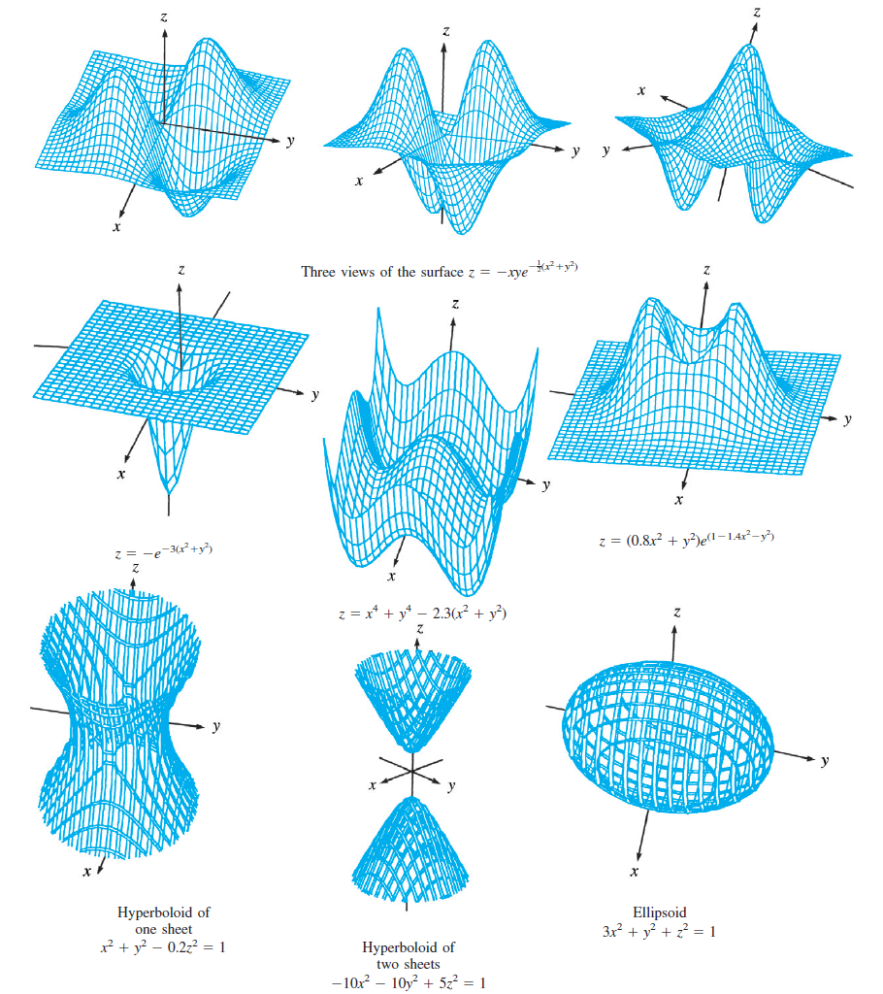 z
z
z
y
x
y
x
x
y
Three views of the surface z = −xye^{−½(x² + y²)}
z
y
x
z = −e^{−3(x² + y²)}
z
y
x
z = x⁴ + y⁴ − 2.3(x² + y²)
z
y
x
z = (0.8x² + y²)e^{(1−1.4x²−y²)}
z
y
x
Hyperboloid of
one sheet
x² + y² − 0.2z² = 1
z
x
y
Hyperboloid of
two sheets
−10x² − 10y² + 5z² = 1
z
y
x
Ellipsoid
3x² + y² + z² = 1